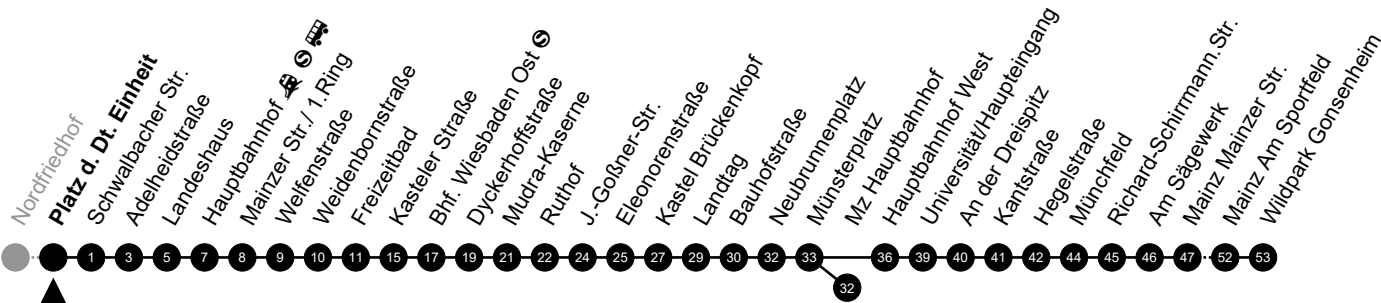 Nordfriedhof
Platz d. Dt. Einheit
Schwalbacher Str.
Adelheidstraße
Landeshaus
Hauptbahnhof S
Mainzer Str./ 1.Ring
Welfenstraße
Weidenbornstraße
Freizeitbad
Kasteler Straße
Bhf. Wiesbaden Ost S
Dyckerhoffstraße
Mudra-Kaserne
Ruthof
J.-Goßner-Str.
Eleonorenstraße
Kastel Brückenkopf
Landtag
Bauhofstraße
Neubrunnenplatz
Münsterplatz
Mz Hauptbahnhof
Hauptbahnhof West
Universität/Haupteingang
An der Dreispitz
Kantstraße
Hegelstraße
Münchfeld
Richard-Schirrmann.Str.
Am Sägewerk
Mainz Mainzer Str.
Mainz Am Sportfeld
Wildpark Gonsenheim
1 3 5 7 8 9 10 11 15 17 19 21 22 24 25 27 29 30 32 33 36 39 40 41 42 44 45 46 47 52 53
32